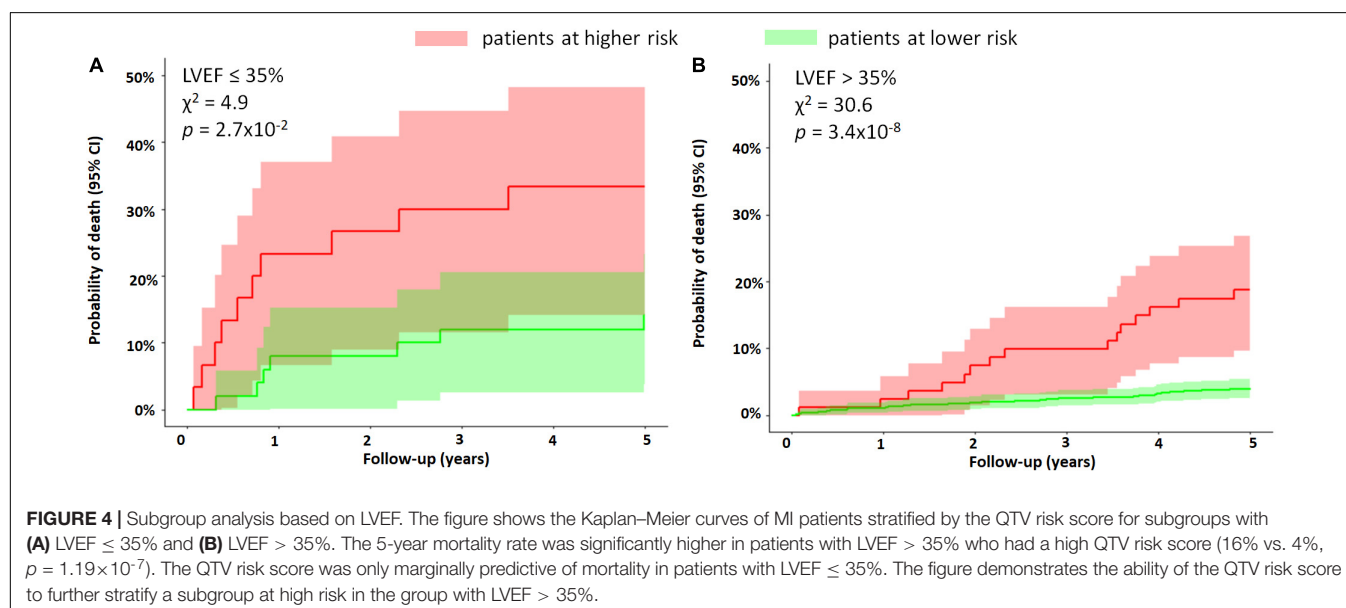 patients at higher risk
patients at lower risk
A
LVEF ≤ 35%
χ² = 4.9
p = 2.7x10⁻²
Probability of death (95% CI)
50%
40%
30%
20%
10%
0%
0 1 2 3 4 5
Follow-up (years)
B
LVEF > 35%
χ² = 30.6
p = 3.4x10⁻⁸
Probability of death (95% CI)
50%
40%
30%
20%
10%
0%
0 1 2 3 4 5
Follow-up (years)
FIGURE 4 | Subgroup analysis based on LVEF. The figure shows the Kaplan–Meier curves of MI patients stratified by the QTV risk score for subgroups with
(A) LVEF ≤ 35% and (B) LVEF > 35%. The 5-year mortality rate was significantly higher in patients with LVEF > 35% who had a high QTV risk score (16% vs. 4%,
p = 1.19×10⁻⁷). The QTV risk score was only marginally predictive of mortality in patients with LVEF ≤ 35%. The figure demonstrates the ability of the QTV risk score
to further stratify a subgroup at high risk in the group with LVEF > 35%.